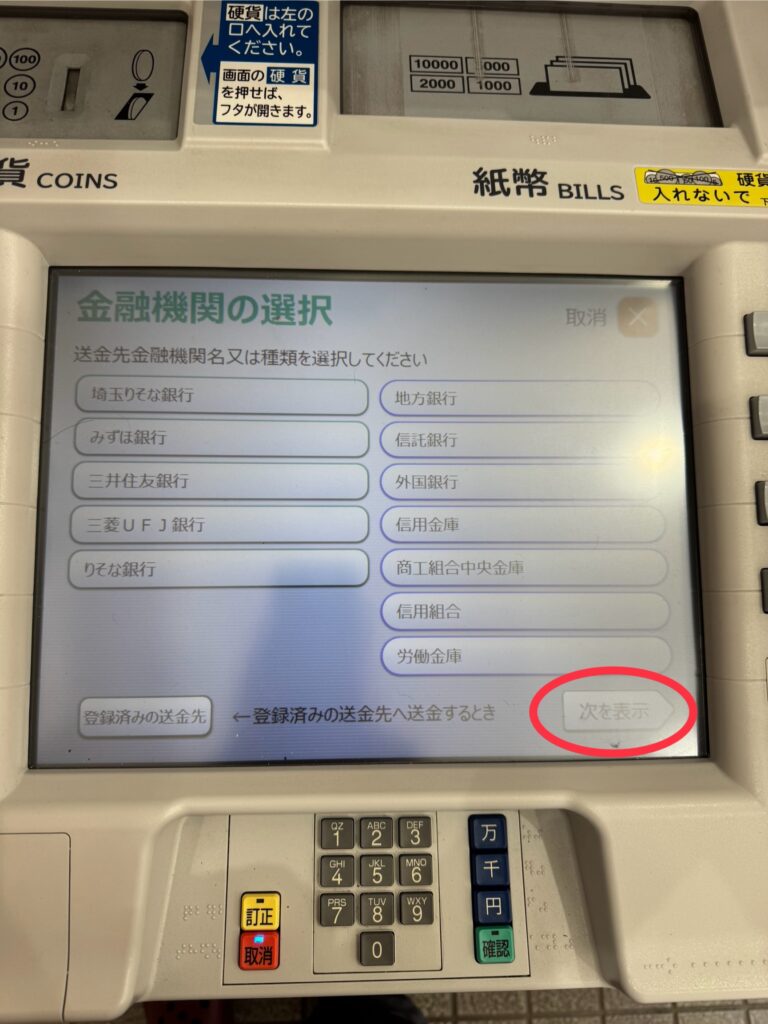 硬貨は左の
口へ入れて
ください。
画面の 硬貨
を押せば、
フタが開きます。
100
10
1
10000
000
2000
1000
貨 COINS
紙幣 BILLS
硬貨
入れないで
金融機関の選択
取消
送金先金融機関名又は種類を選択してください
埼玉りそな銀行
地方銀行
みずほ銀行
信託銀行
三井住友銀行
外国銀行
三菱UFJ銀行
信用金庫
りそな銀行
商工組合中央金庫
信用組合
労働金庫
登録済みの送金先
←登録済みの送金先へ送金するとき
次を表示
QZ 1
ABC 2
DEF 3
万
GHI 4
JKL 5
MNO 6
千
PRS 7
TUV 8
WXY 9
円
訂正
0
確認
取消